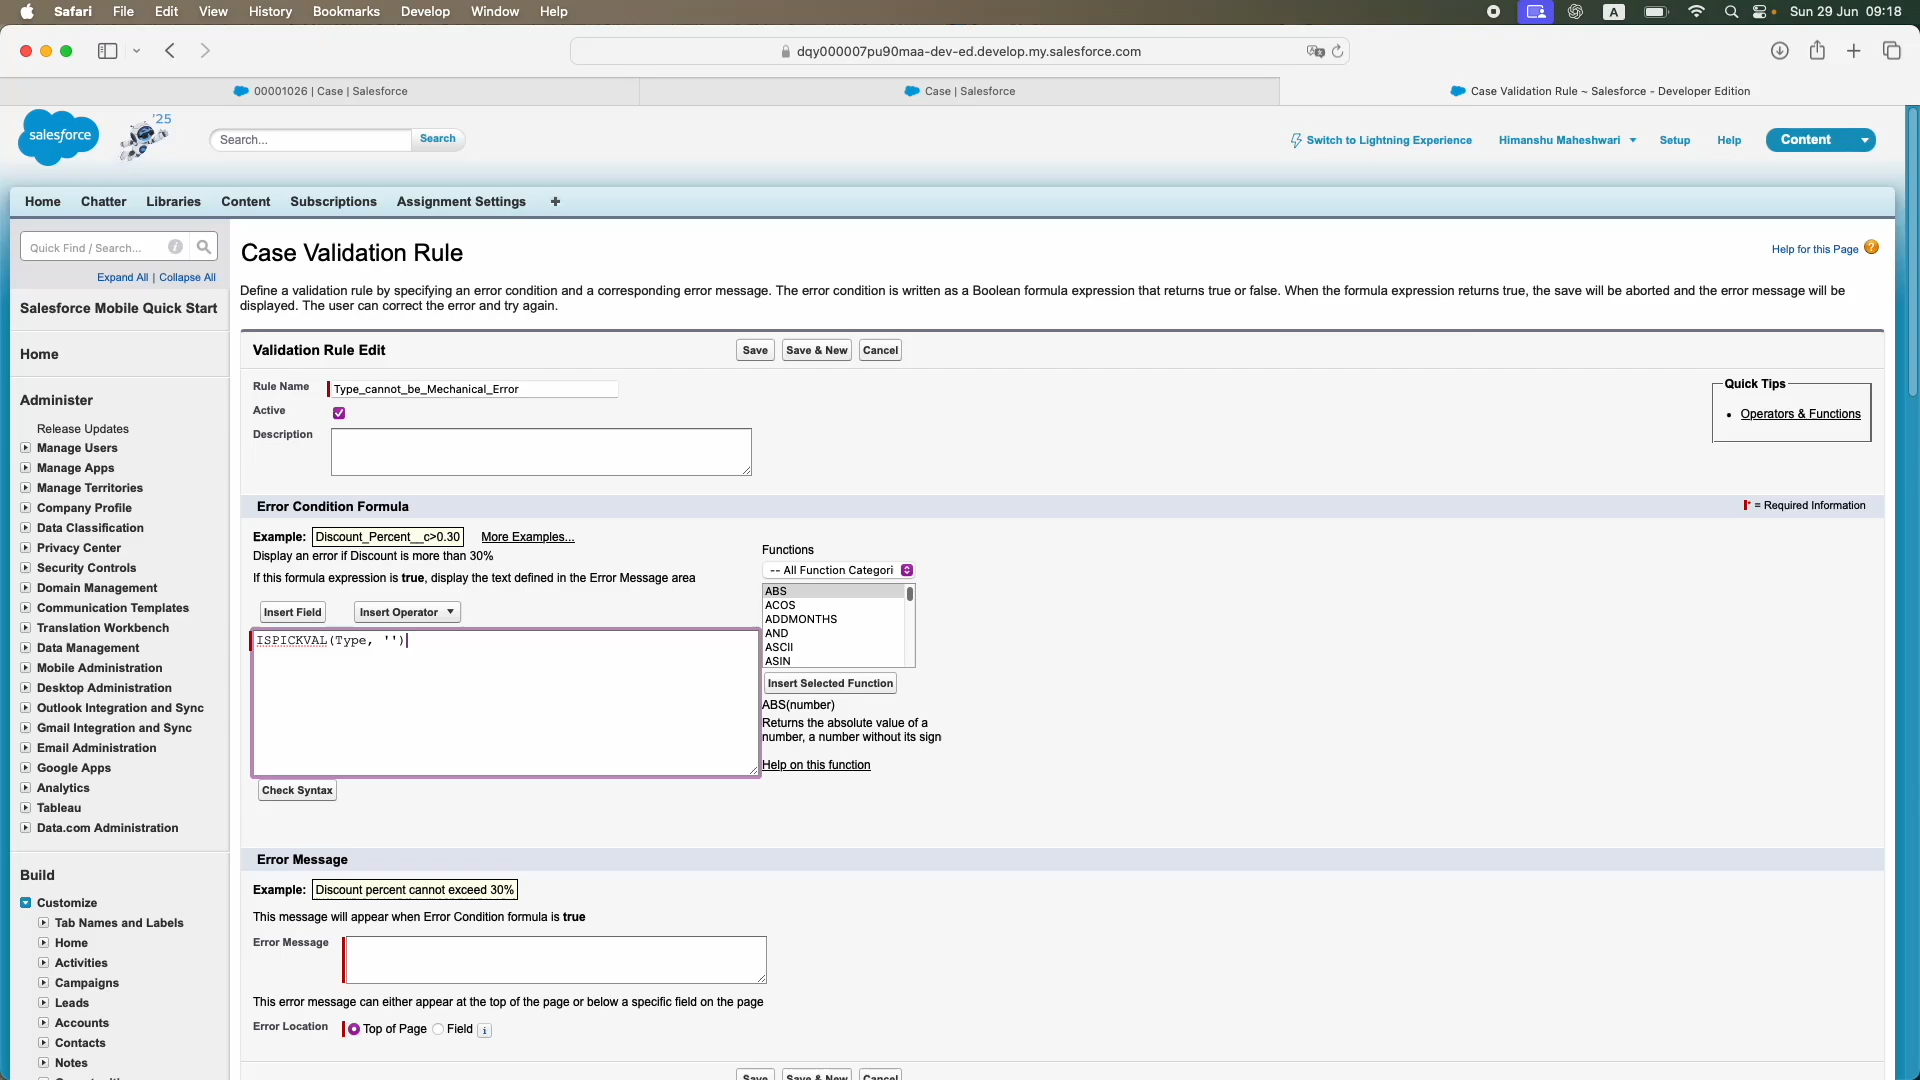 Safari File Edit View History Bookmarks Develop Window Help
A
Sun 29 Jun 09:18
dqy000007pu90maa-dev-ed.develop.my.salesforce.com
00001026 | Case | Salesforce
Case | Salesforce
Case Validation Rule ~ Salesforce - Developer Edition
salesforce
'25
Search...
Search
Switch to Lightning Experience
Himanshu Maheshwari
Setup
Help
Content
Home Chatter Libraries Content Subscriptions Assignment Settings +
Quick Find / Search...
Expand All | Collapse All
Salesforce Mobile Quick Start
Home
Administer
Release Updates
Manage Users
Manage Apps
Manage Territories
Company Profile
Data Classification
Privacy Center
Security Controls
Domain Management
Communication Templates
Translation Workbench
Data Management
Mobile Administration
Desktop Administration
Outlook Integration and Sync
Gmail Integration and Sync
Email Administration
Google Apps
Analytics
Tableau
Data.com Administration
Build
Customize
Tab Names and Labels
Home
Activities
Campaigns
Leads
Accounts
Contacts
Notes
Case Validation Rule
Help for this Page
Define a validation rule by specifying an error condition and a corresponding error message. The error condition is written as a Boolean formula expression that returns true or false. When the formula expression returns true, the save will be aborted and the error message will be
displayed. The user can correct the error and try again.
Validation Rule Edit
Save
Save & New
Cancel
Rule Name
Type_cannot_be_Mechanical_Error
Active
Description
Quick Tips
• Operators & Functions
Error Condition Formula
= Required Information
Example: Discount_Percent__c>0.30 More Examples...
Display an error if Discount is more than 30%
If this formula expression is true, display the text defined in the Error Message area
Insert Field
Insert Operator
ISPICKVAL(Type, '')
Functions
-- All Function Categori
ABS
ACOS
ADDMONTHS
AND
ASCII
ASIN
Insert Selected Function
ABS(number)
Returns the absolute value of a
number, a number without its sign
Help on this function
Check Syntax
Error Message
Example: Discount percent cannot exceed 30%
This message will appear when Error Condition formula is true
Error Message
This error message can either appear at the top of the page or below a specific field on the page
Error Location
Top of Page
Field
i
Save
Save & New
Cancel